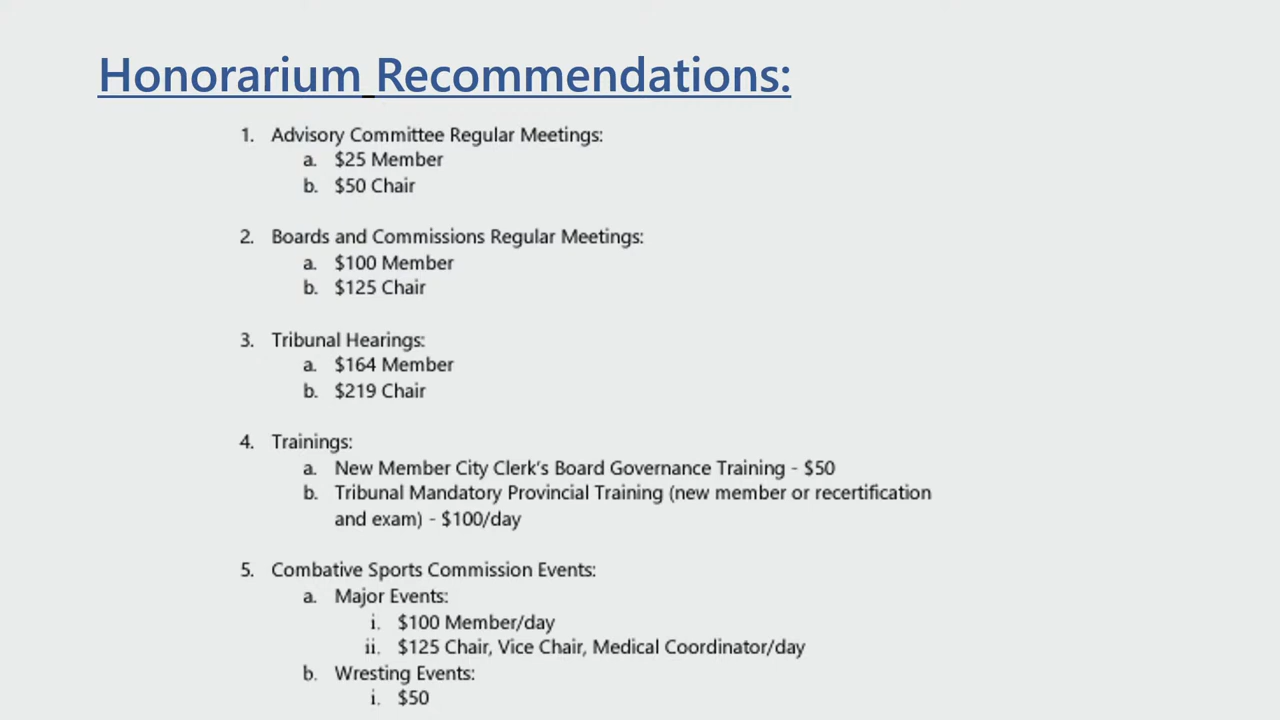 Honorarium Recommendations:
1. Advisory Committee Regular Meetings:
a. $25 Member
b. $50 Chair
2. Boards and Commissions Regular Meetings:
a. $100 Member
b. $125 Chair
3. Tribunal Hearings:
a. $164 Member
b. $219 Chair
4. Trainings:
a. New Member City Clerk's Board Governance Training - $50
b. Tribunal Mandatory Provincial Training (new member or recertification
and exam) - $100/day
5. Combative Sports Commission Events:
a. Major Events:
i. $100 Member/day
ii. $125 Chair, Vice Chair, Medical Coordinator/day
b. Wresting Events:
i. $50